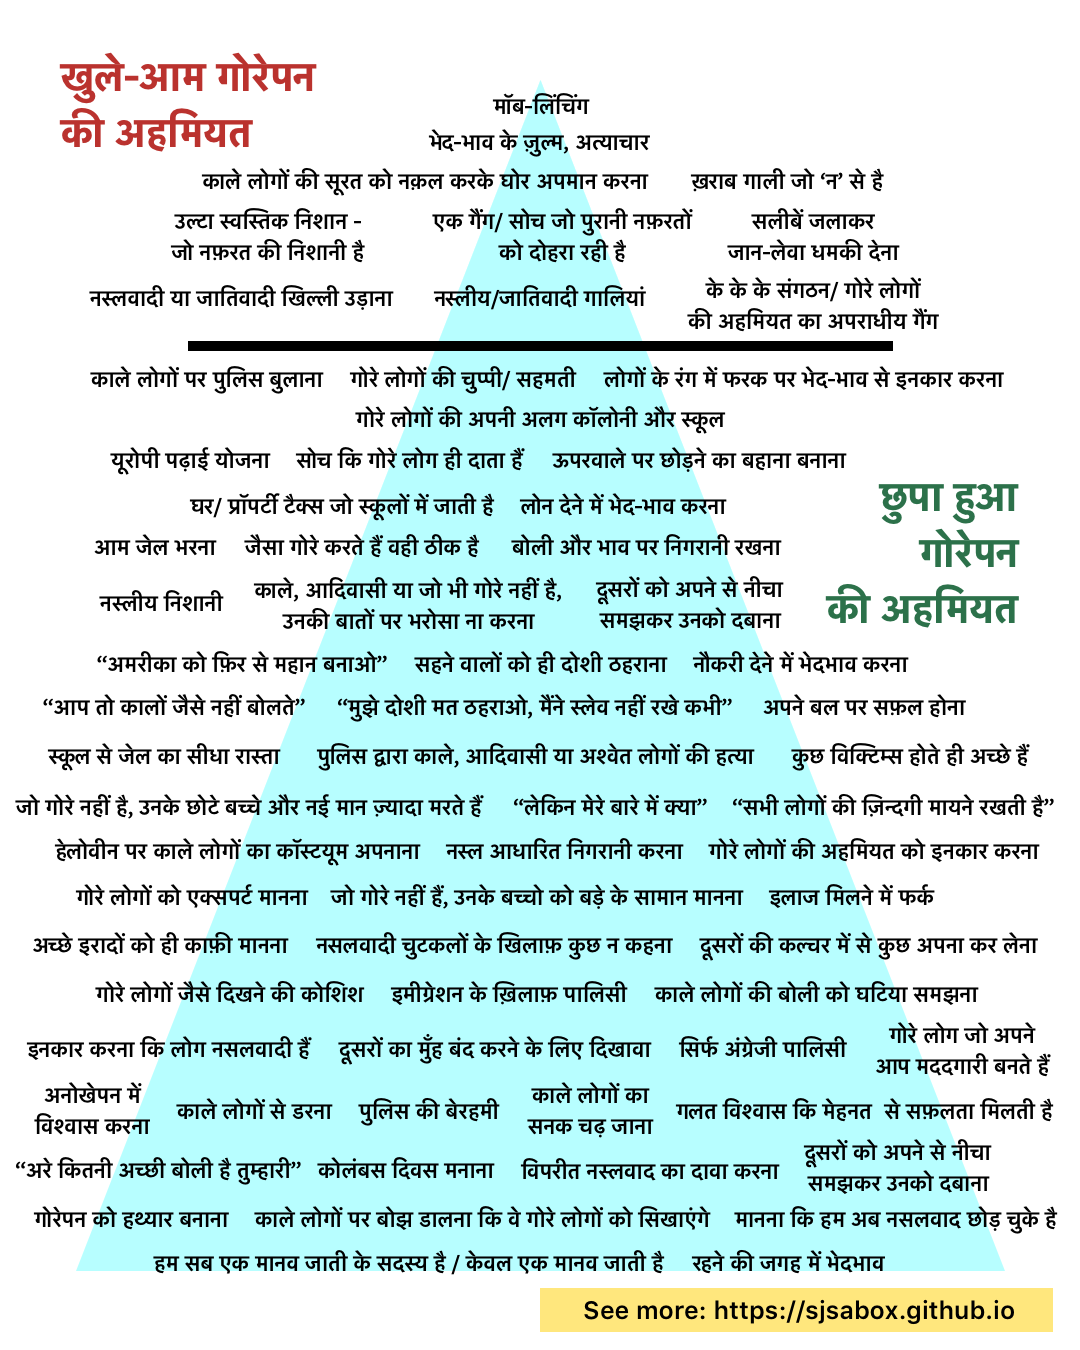 खुले-आम गोरेपन
की अहमियत
मॉब-लिंचिंग
भेद-भाव के ज़ुल्म, अत्याचार
काले लोगों की सूरत को नक़ल करके घोर अपमान करना ख़राब गाली जो ‘न’ से है
उल्टा स्वस्तिक निशान -
जो नफ़रत की निशानी है
एक गैंग/ सोच जो पुरानी नफ़रतों
को दोहरा रही है
सलीबें जलाकर
जान-लेवा धमकी देना
नस्लवादी या जातिवादी खिल्ली उड़ाना नस्लीय/जातिवादी गालियां
के के के संगठन/ गोरे लोगों
की अहमियत का अपराधीय गैंग
काले लोगों पर पुलिस बुलाना गोरे लोगों की चुप्पी/ सहमती लोगों के रंग में फरक पर भेद-भाव से इनकार करना
गोरे लोगों की अपनी अलग कॉलोनी और स्कूल
यूरोपी पढ़ाई योजना सोच कि गोरे लोग ही दाता हैं ऊपरवाले पर छोड़ने का बहाना बनाना
छुपा हुआ
गोरेपन
की अहमियत
घर/ प्रॉपर्टी टैक्स जो स्कूलों में जाती है लोन देने में भेद-भाव करना
आम जेल भरना जैसा गोरे करते हैं वही ठीक है बोली और भाव पर निगरानी रखना
नस्लीय निशानी
काले, आदिवासी या जो भी गोरे नहीं है,
उनकी बातों पर भरोसा ना करना
दूसरों को अपने से नीचा
समझकर उनको दबाना
“अमरीका को फ़िर से महान बनाओ” सहने वालों को ही दोशी ठहराना नौकरी देने में भेदभाव करना
“आप तो कालों जैसे नहीं बोलते” “मुझे दोशी मत ठहराओ, मैंने स्लेव नहीं रखे कभी” अपने बल पर सफ़ल होना
स्कूल से जेल का सीधा रास्ता पुलिस द्वारा काले, आदिवासी या अश्वेत लोगों की हत्या कुछ विक्टिम्स होते ही अच्छे हैं
जो गोरे नहीं है, उनके छोटे बच्चे और नई मान ज़्यादा मरते हैं “लेकिन मेरे बारे में क्या” “सभी लोगों की ज़िन्दगी मायने रखती है”
हेलोवीन पर काले लोगों का कॉस्टयूम अपनाना नस्ल आधारित निगरानी करना गोरे लोगों की अहमियत को इनकार करना
गोरे लोगों को एक्सपर्ट मानना जो गोरे नहीं हैं, उनके बच्चो को बड़े के सामान मानना इलाज मिलने में फर्क
अच्छे इरादों को ही काफ़ी मानना नसलवादी चुटकलों के खिलाफ़ कुछ न कहना दूसरों की कल्चर में से कुछ अपना कर लेना
गोरे लोगों जैसे दिखने की कोशिश इमीग्रेशन के ख़िलाफ़ पालिसी काले लोगों की बोली को घटिया समझना
इनकार करना कि लोग नसलवादी हैं दूसरों का मुँह बंद करने के लिए दिखावा सिर्फ अंग्रेजी पालिसी
गोरे लोग जो अपने
आप मददगारी बनते हैं
अनोखेपन में
विश्वास करना
काले लोगों से डरना पुलिस की बेरहमी
काले लोगों का
सनक चढ़ जाना
गलत विश्वास कि मेहनत से सफ़लता मिलती है
“अरे कितनी अच्छी बोली है तुम्हारी” कोलंबस दिवस मनाना विपरीत नस्लवाद का दावा करना
दूसरों को अपने से नीचा
समझकर उनको दबाना
गोरेपन को हथ्यार बनाना काले लोगों पर बोझ डालना कि वे गोरे लोगों को सिखाएंगे मानना कि हम अब नसलवाद छोड़ चुके है
हम सब एक मानव जाती के सदस्य है / केवल एक मानव जाती है रहने की जगह में भेदभाव
See more: https://sjsabox.github.io